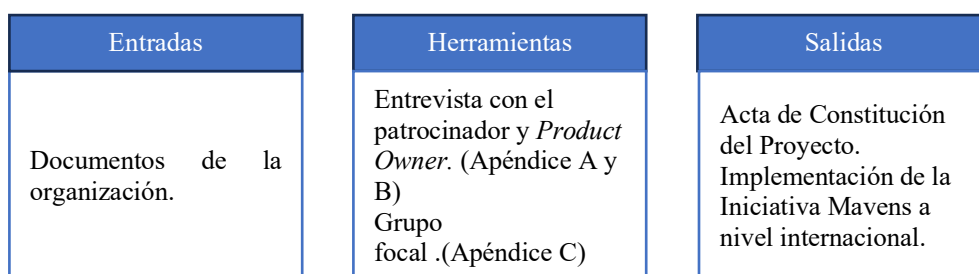 Entradas
Documentos de la
organización.
Herramientas
Entrevista con el
patrocinador y Product
Owner. (Apéndice A y
B)
Grupo
focal .(Apéndice C)
Salidas
Acta de Constitución
del Proyecto.
Implementación de la
Iniciativa Mavens a
nivel internacional.